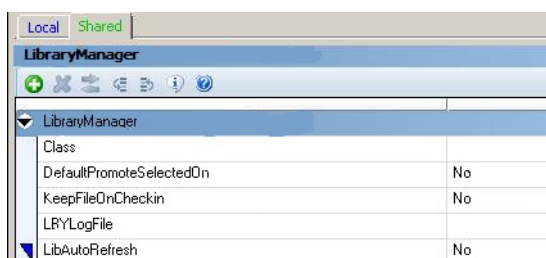 Local Shared
LibraryManager
LibraryManager
Class
DefaultPromoteSelectedOn No
KeepFileOnCheckin No
LRYLogFile
LibAutoRefresh No